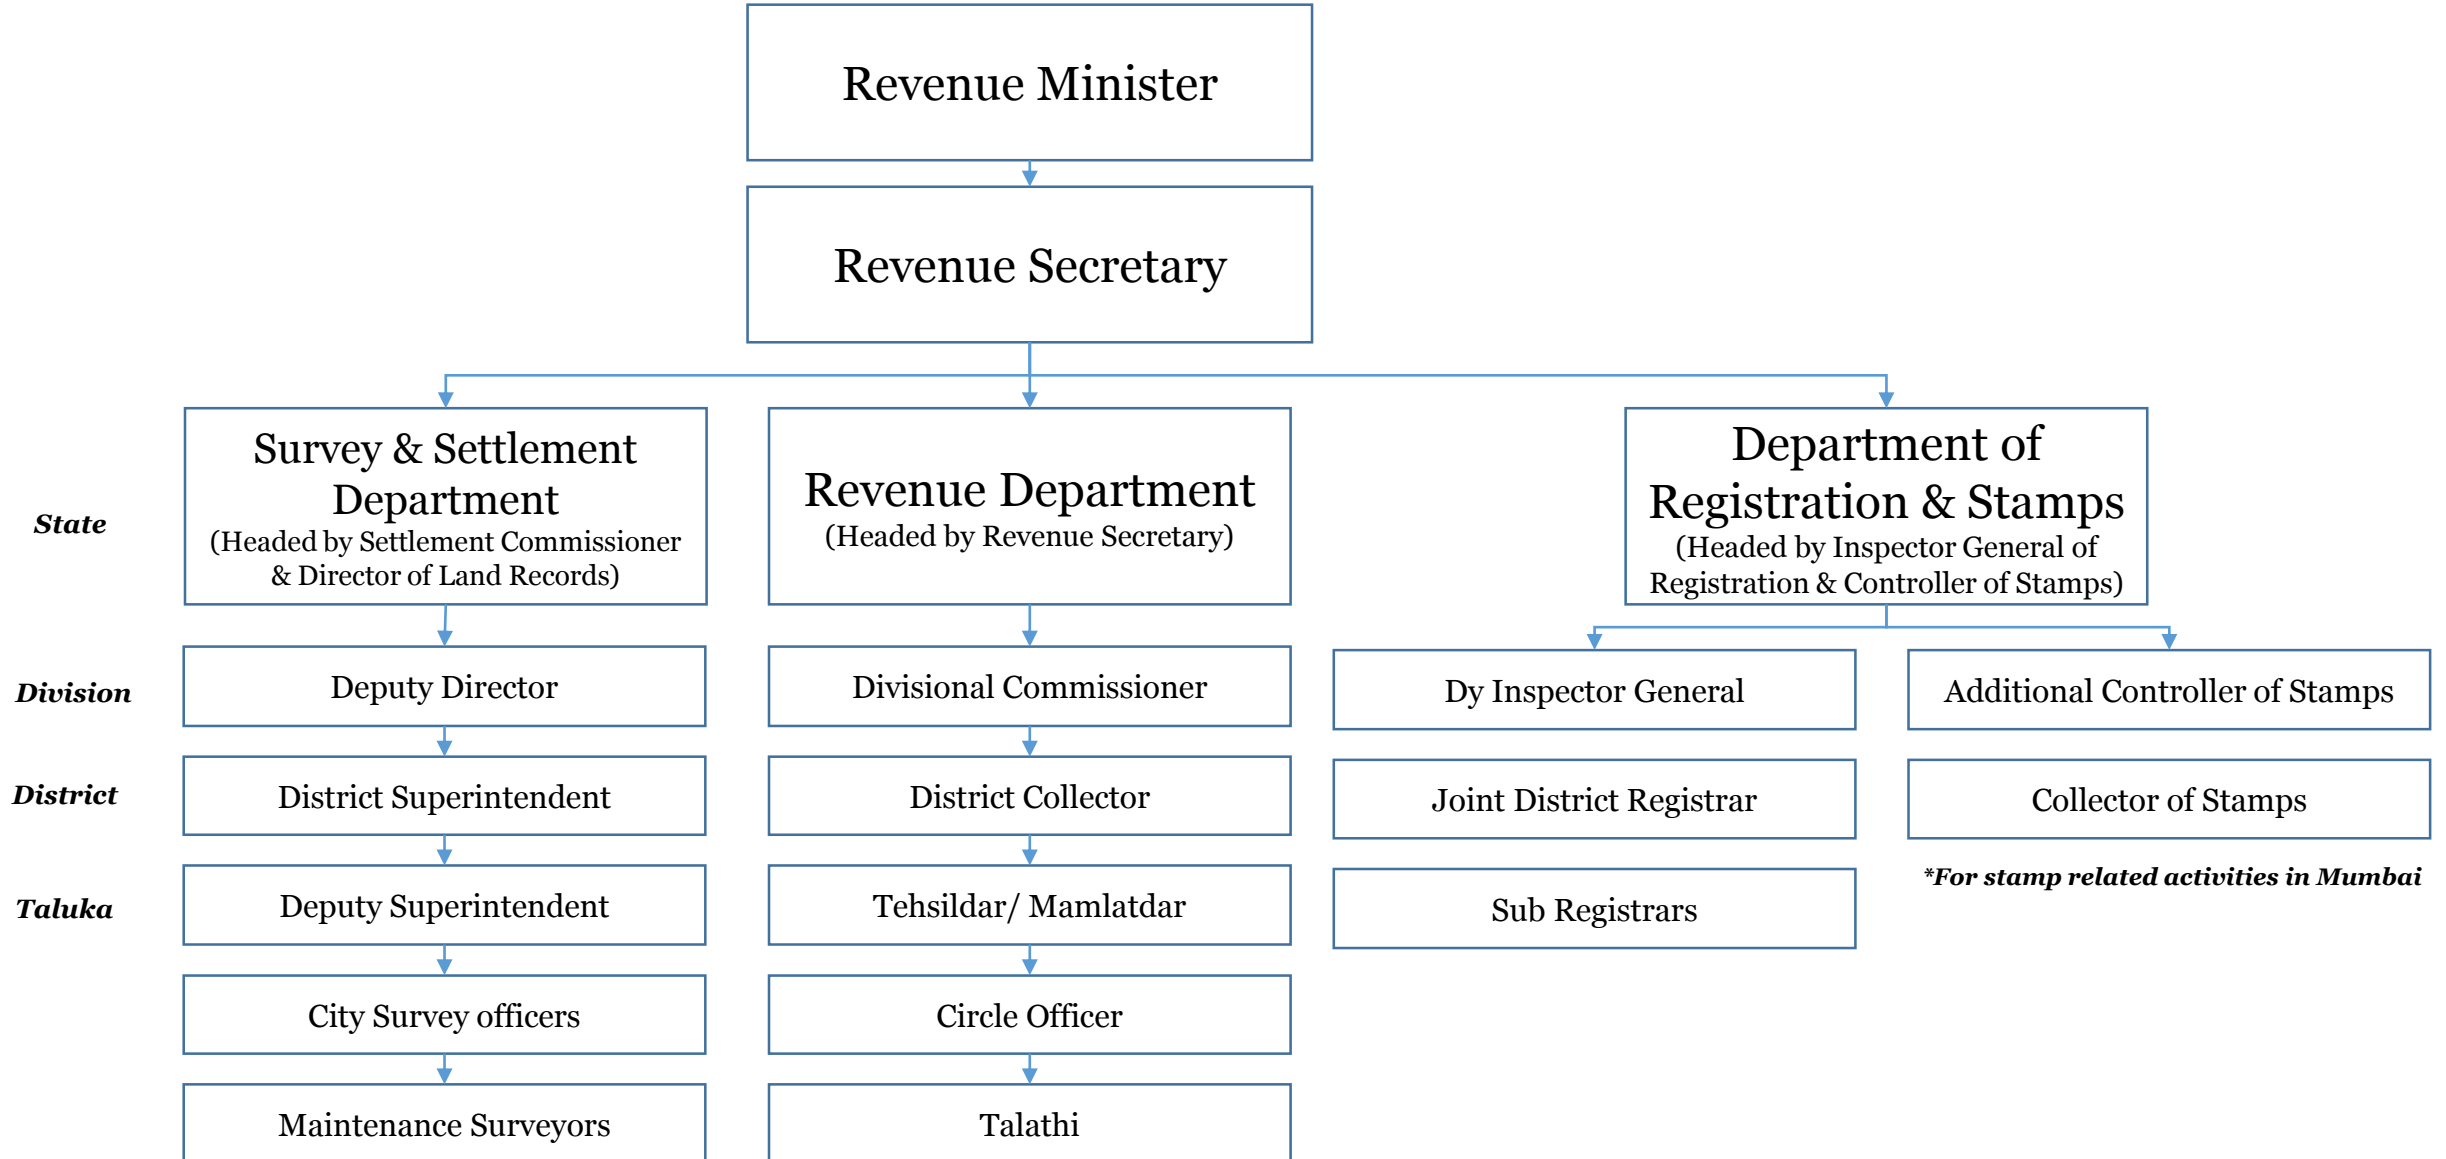 Revenue Minister
Revenue Secretary
State
Survey & Settlement
Department
(Headed by Settlement Commissioner
& Director of Land Records)
Revenue Department
(Headed by Revenue Secretary)
Department of
Registration & Stamps
(Headed by Inspector General of
Registration & Controller of Stamps)
Division
Deputy Director
Divisional Commissioner
Dy Inspector General
Additional Controller of Stamps
District
District Superintendent
District Collector
Joint District Registrar
Collector of Stamps
*For stamp related activities in Mumbai
Taluka
Deputy Superintendent
Tehsildar/ Mamlatdar
Sub Registrars
City Survey officers
Circle Officer
Maintenance Surveyors
Talathi